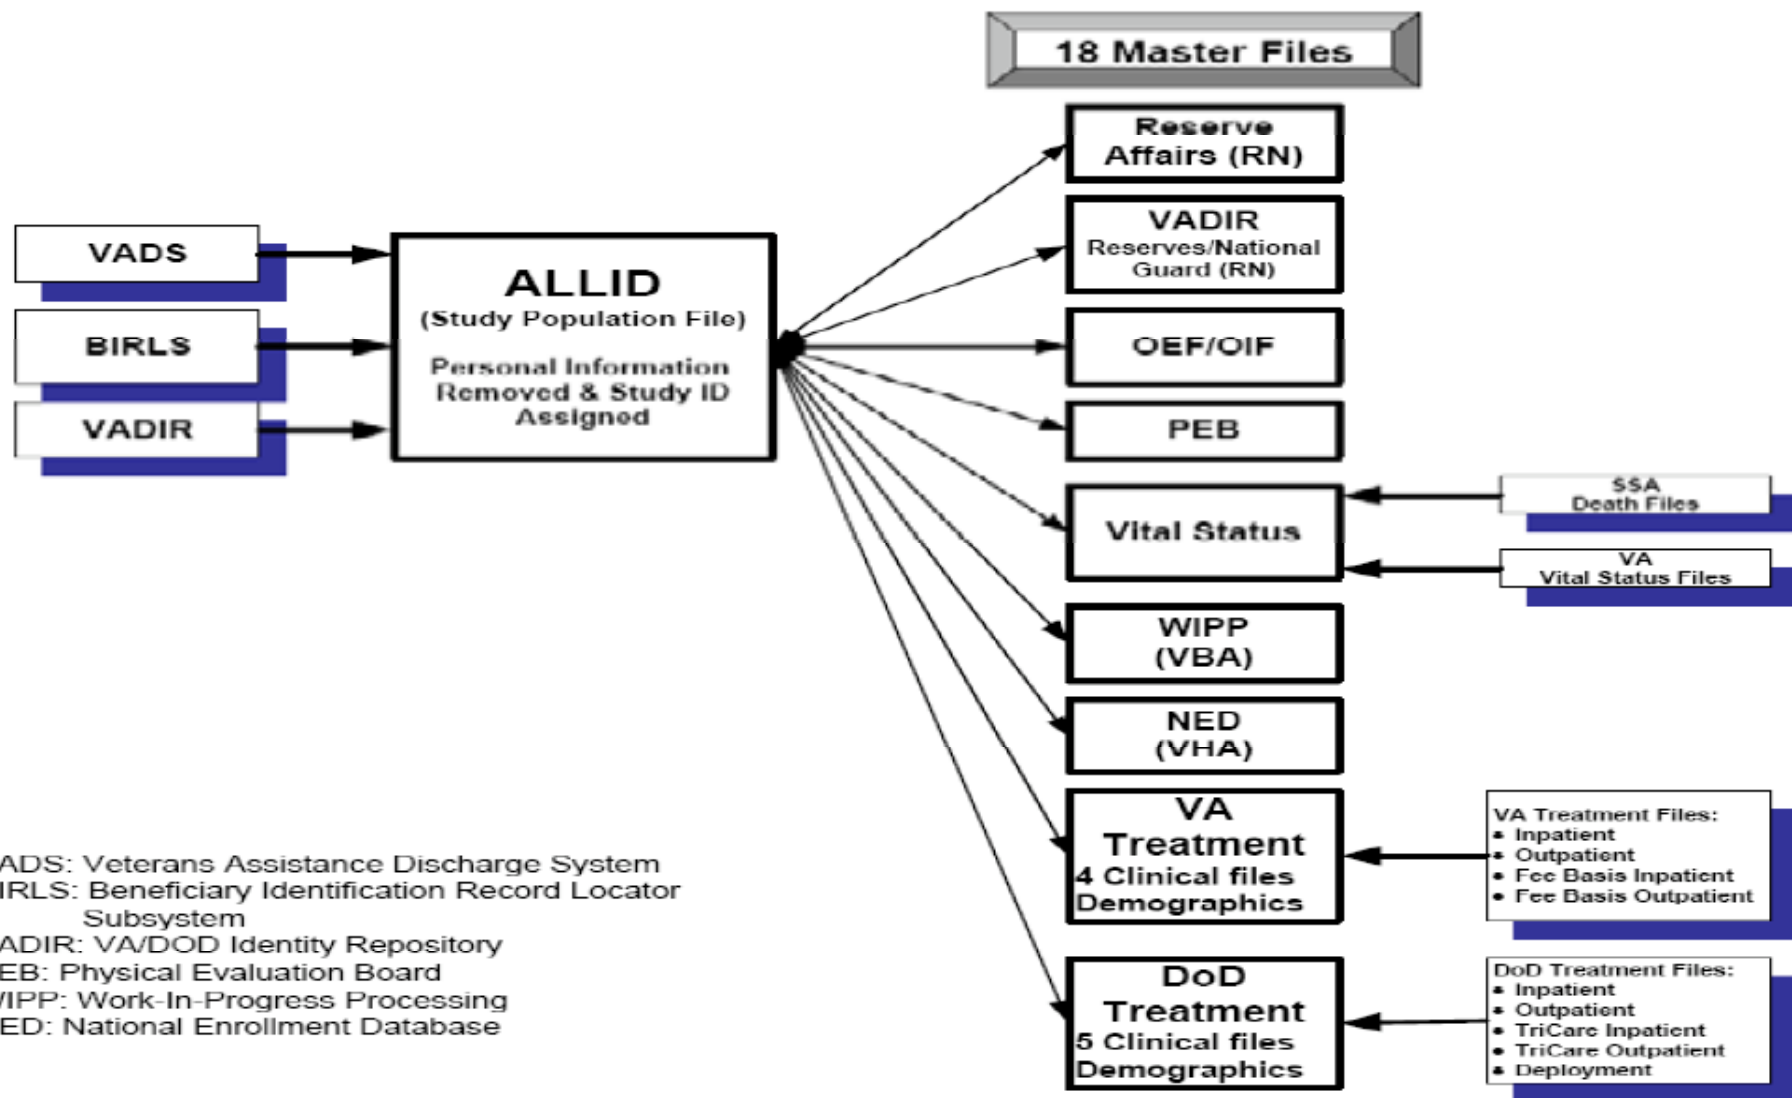 18 Master Files
VADS
BIRLS
VADIR
ALLID
(Study Population File)
Personal Information
Removed & Study ID
Assigned
Reserve
Affairs (RN)
VADIR
Reserves/National
Guard (RN)
OEF/OIF
PEB
Vital Status
WIPP
(VBA)
NED
(VHA)
VA
Treatment
4 Clinical files
Demographics
DoD
Treatment
5 Clinical files
Demographics
SSA
Death Files
VA
Vital Status Files
VA Treatment Files:
• Inpatient
• Outpatient
• Fee Basis Inpatient
• Fee Basis Outpatient
DoD Treatment Files:
• Inpatient
• Outpatient
• TriCare Inpatient
• TriCare Outpatient
• Deployment
ADS: Veterans Assistance Discharge System
IRLS: Beneficiary Identification Record Locator
Subsystem
ADIR: VA/DOD Identity Repository
EB: Physical Evaluation Board
WIPP: Work-In-Progress Processing
ED: National Enrollment Database